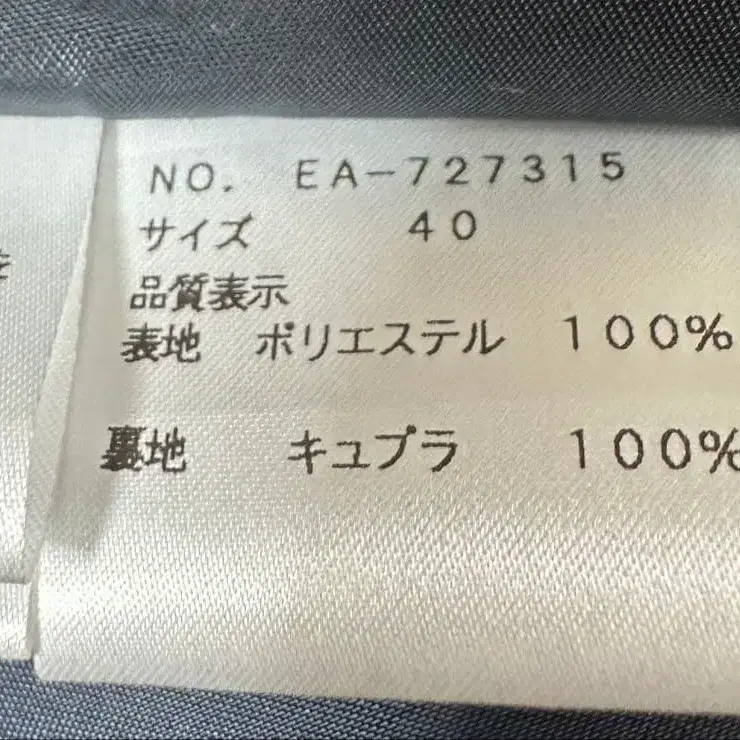 NO. EA-727315
サイズ 40
品質表示
表地 ポリエステル 100%
裏地 キュプラ 100%